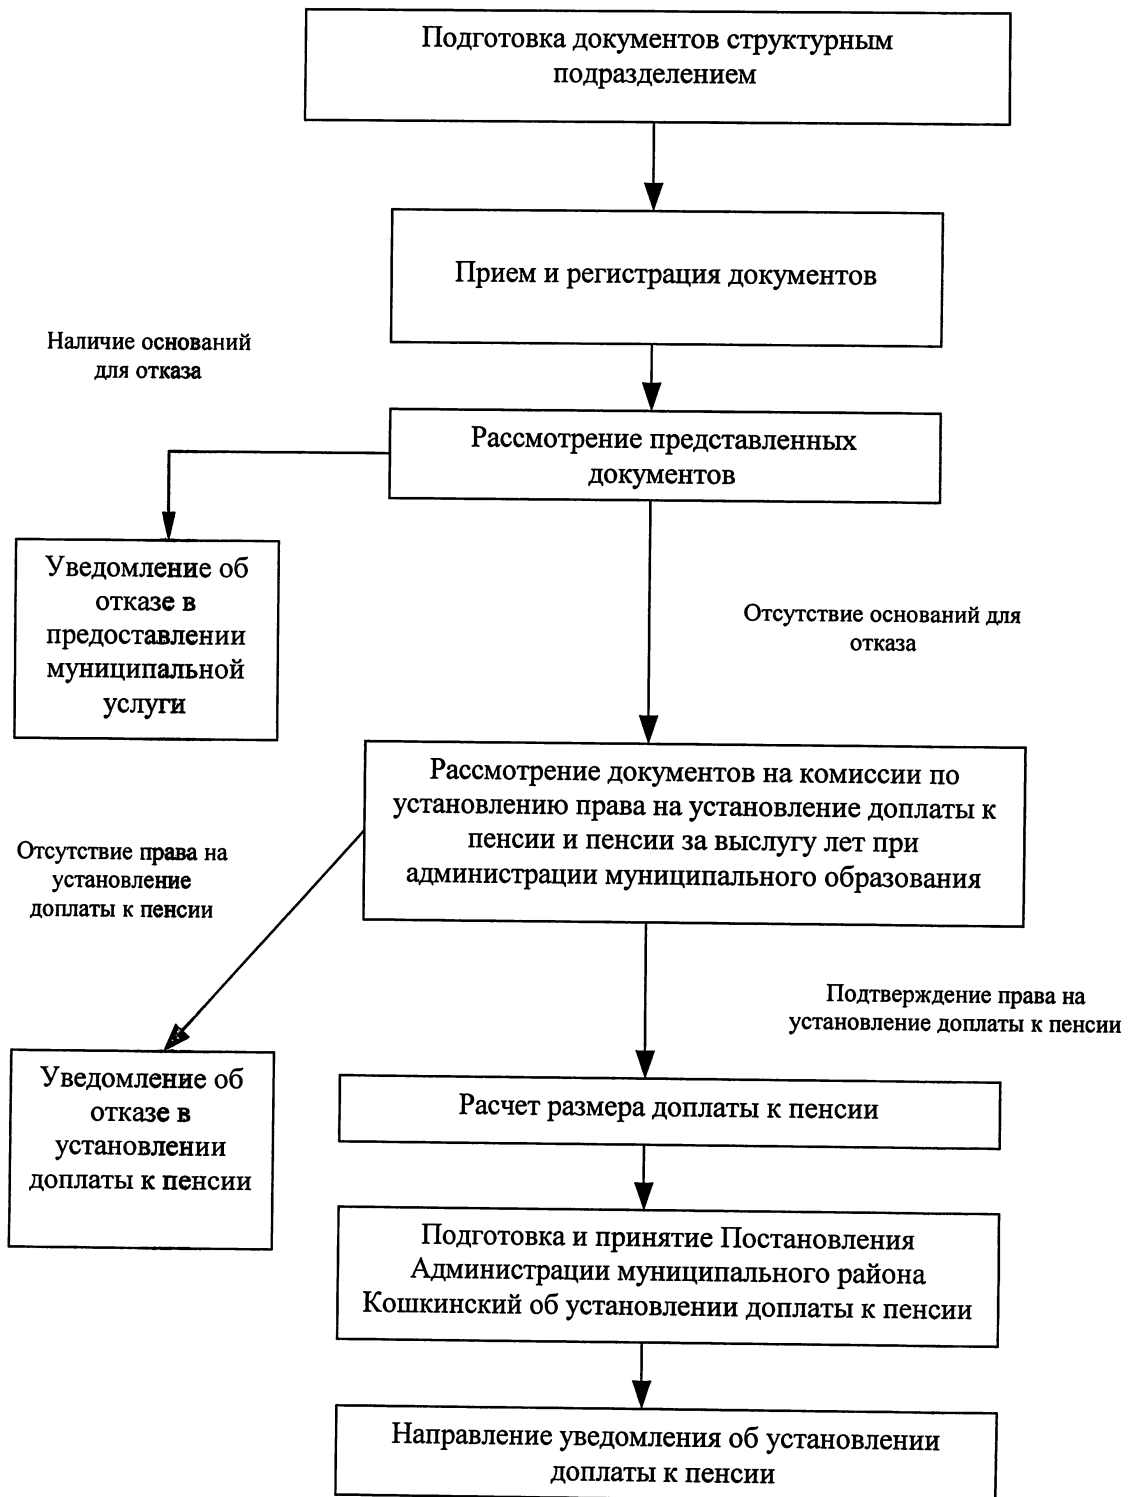 Подготовка документов структурным
подразделением
Прием и регистрация документов
Наличие оснований
для отказа
Рассмотрение представленных
документов
Уведомление об
отказе в
предоставлении
муниципальной
услуги
Отсутствие оснований для
отказа
Рассмотрение документов на комиссии по
установлению права на установление доплаты к
пенсии и пенсии за выслугу лет при
администрации муниципального образования
Отсутствие права на
установление
доплаты к пенсии
Подтверждение права на
установление доплаты к пенсии
Уведомление об
отказе в
установлении
доплаты к пенсии
Расчет размера доплаты к пенсии
Подготовка и принятие Постановления
Администрации муниципального района
Кошкинский об установлении доплаты к пенсии
Направление уведомления об установлении
доплаты к пенсии